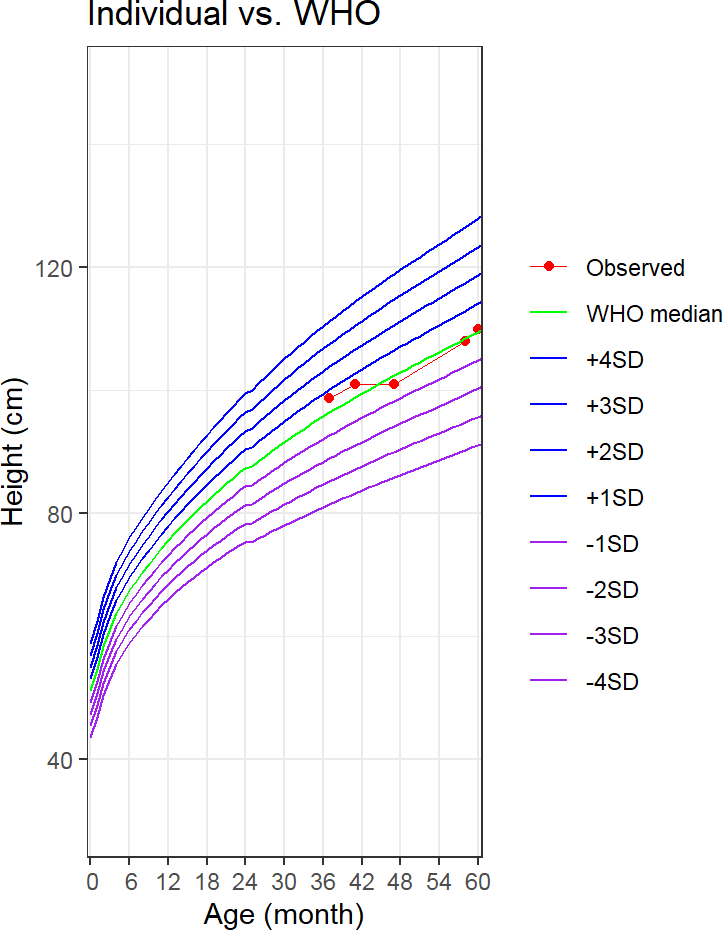 Individual vs. WHO
Height (cm)
120
80
40
0 6 12 18 24 30 36 42 48 54 60
Age (month)
Observed
WHO median
+4SD
+3SD
+2SD
+1SD
-1SD
-2SD
-3SD
-4SD